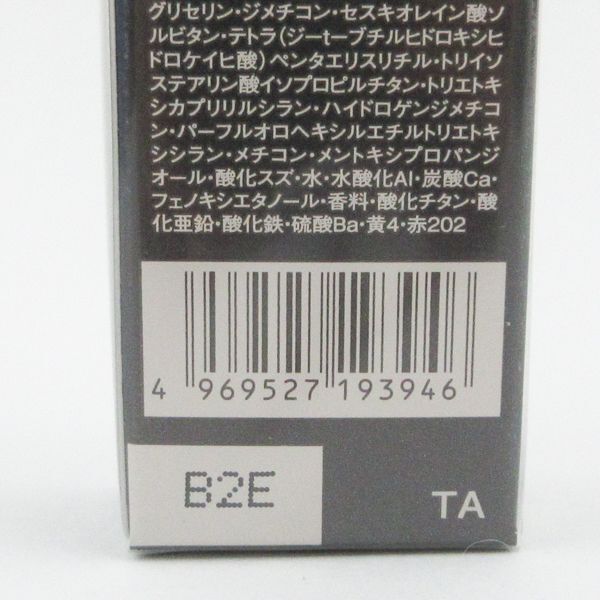 グリセリン・ジメチコン・セスキオレイン酸ソ
ルビタン・テトラ(ジーtーブチルヒドロキシヒ
ドロケイヒ酸)ペンタエリスリチル・トリイソ
ステアリン酸イソプロピルチタン・トリエトキ
シカプリリルシラン・ハイドロゲンジメチコ
ン・パーフルオロヘキシルエチルトリエトキ
シシラン・メチコン・メントキシプロパンジ
オール・酸化スズ・水・水酸化Al・炭酸Ca・
フェノキシエタノール・香料・酸化チタン・酸
化亜鉛・酸化鉄・硫酸Ba・黄4・赤202
4 969527 193946
B2E
TA